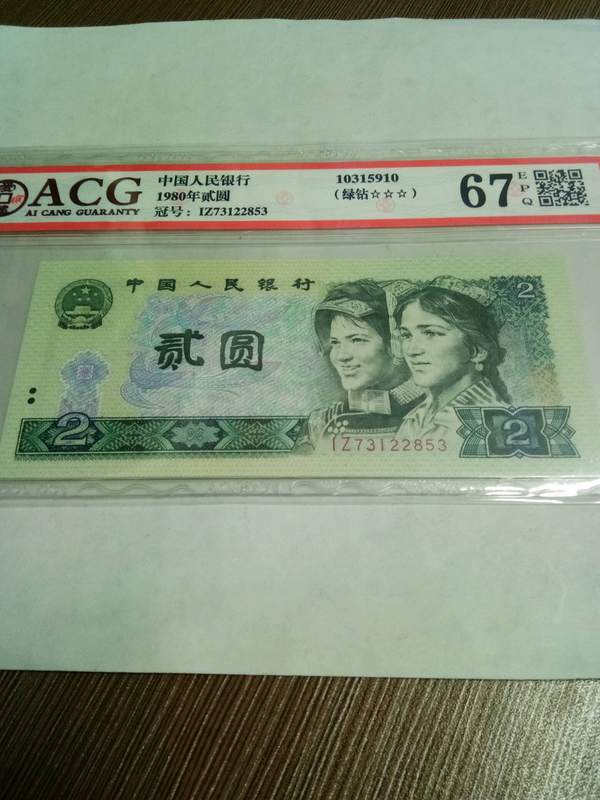 ACG
AI CANG GUARANTY
中国人民银行
1980年贰圆
冠号: IZ73122853
10315910
(绿钻☆☆☆)
67
EPQ
中国人民银行
2
贰圆
2
IZ73122853
2